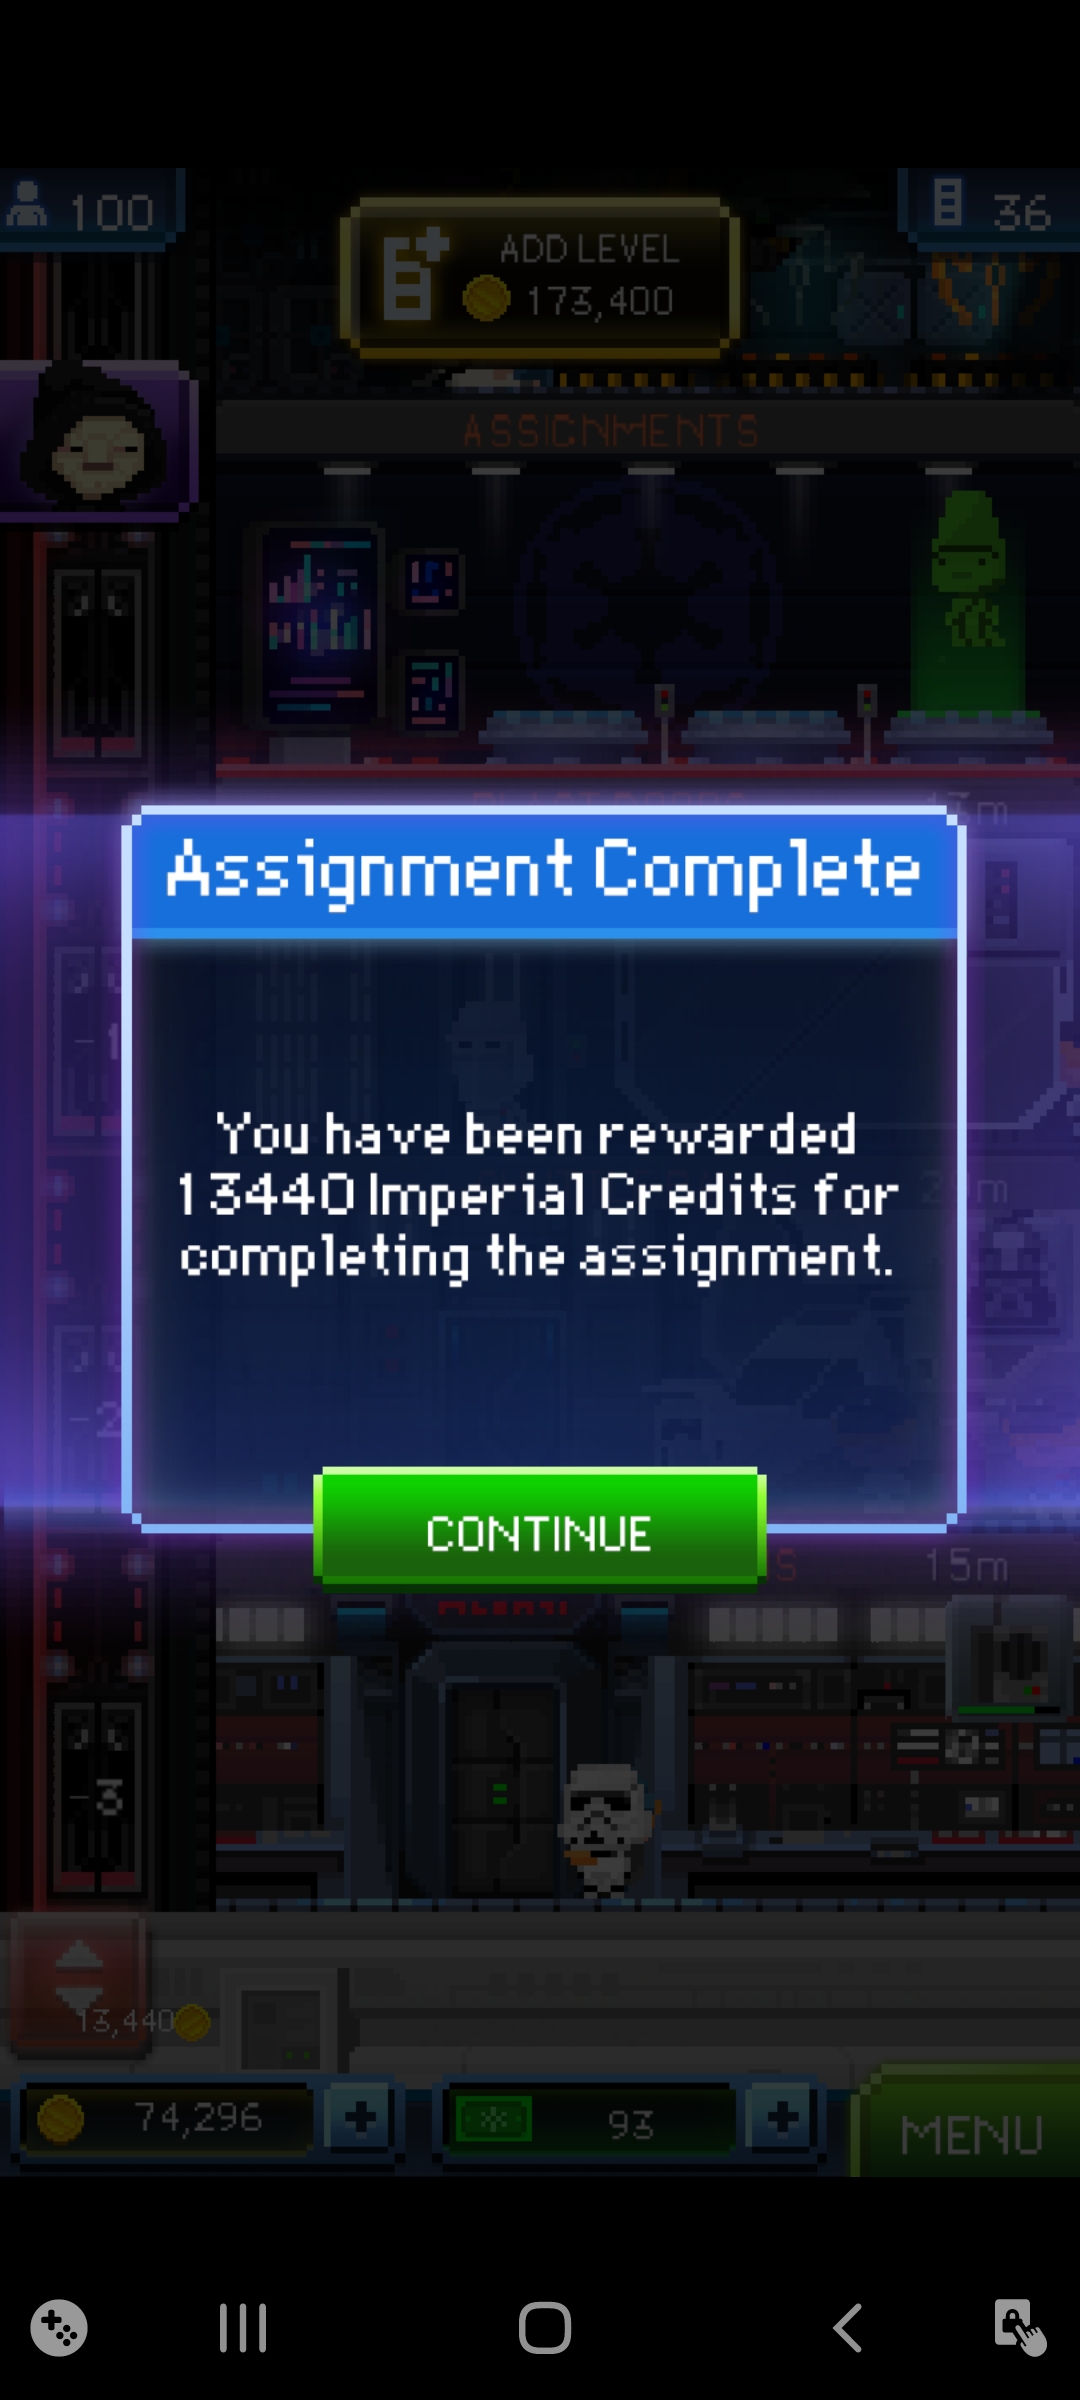 100
ADD LEVEL
173,400
36
ASSIGNMENTS
Assignment Complete
You have been rewarded
13440 Imperial Credits for
completing the assignment.
CONTINUE
15m
-3
13,440
74,296
93
MENU